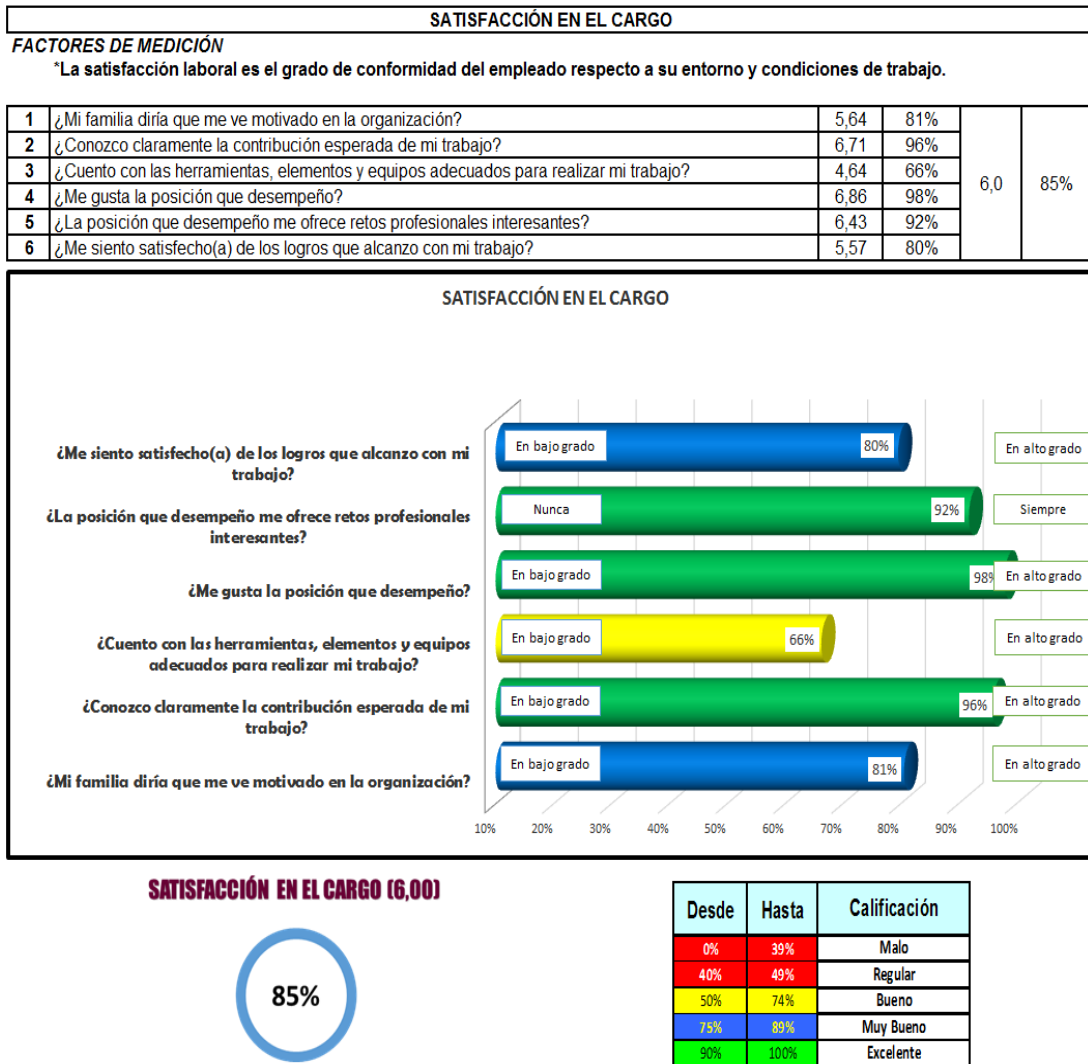 SATISFACCIÓN EN EL CARGO
FACTORES DE MEDICIÓN
*La satisfacción laboral es el grado de conformidad del empleado respecto a su entorno y condiciones de trabajo.
1 ¿Mi familia diría que me ve motivado en la organización? 5,64 81%
2 ¿Conozco claramente la contribución esperada de mi trabajo? 6,71 96%
3 ¿Cuento con las herramientas, elementos y equipos adecuados para realizar mi trabajo? 4,64 66%
6,0 85%
4 ¿Me gusta la posición que desempeño? 6,86 98%
5 ¿La posición que desempeño me ofrece retos profesionales interesantes? 6,43 92%
6 ¿Me siento satisfecho(a) de los logros que alcanzo con mi trabajo? 5,57 80%
SATISFACCIÓN EN EL CARGO
¿Me siento satisfecho(a) de los logros que alcanzo con mi
trabajo?
En bajo grado 80% En alto grado
¿La posición que desempeño me ofrece retos profesionales
interesantes?
Nunca 92% Siempre
¿Me gusta la posición que desempeño?
En bajo grado 98% En alto grado
¿Cuento con las herramientas, elementos y equipos
adecuados para realizar mi trabajo?
En bajo grado 66% En alto grado
¿Conozco claramente la contribución esperada de mi
trabajo?
En bajo grado 96% En alto grado
¿Mi familia diría que me ve motivado en la organización?
En bajo grado 81% En alto grado
10% 20% 30% 40% 50% 60% 70% 80% 90% 100%
SATISFACCIÓN EN EL CARGO (6,00)
85%
Desde Hasta Calificación
0% 39% Malo
40% 49% Regular
50% 74% Bueno
75% 89% Muy Bueno
90% 100% Excelente